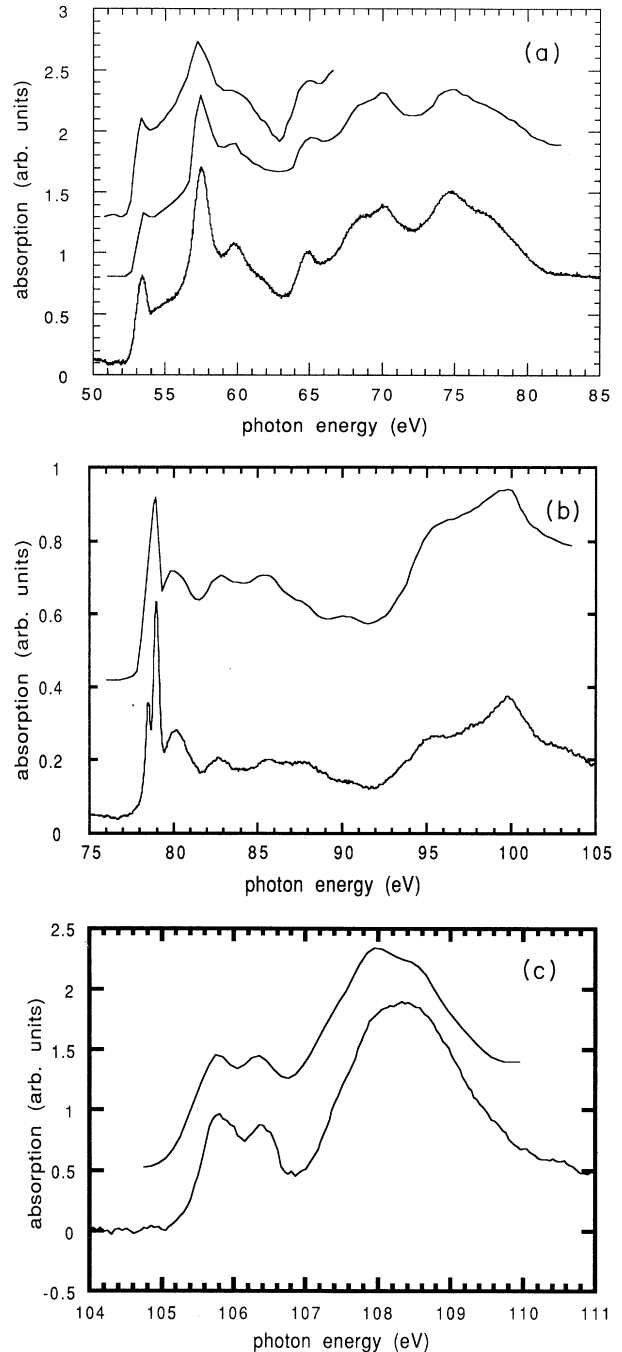 3
2.5
2
1.5
1
0.5
0
absorption (arb. units)
(a)
50 55 60 65 70 75 80 85
photon energy (eV)
1
0.8
0.6
0.4
0.2
0
absorption (arb. units)
(b)
75 80 85 90 95 100 105
photon energy (eV)
2.5
2
1.5
1
0.5
0
-0.5
absorption (arb. units)
(c)
104 105 106 107 108 109 110 111
photon energy (eV)